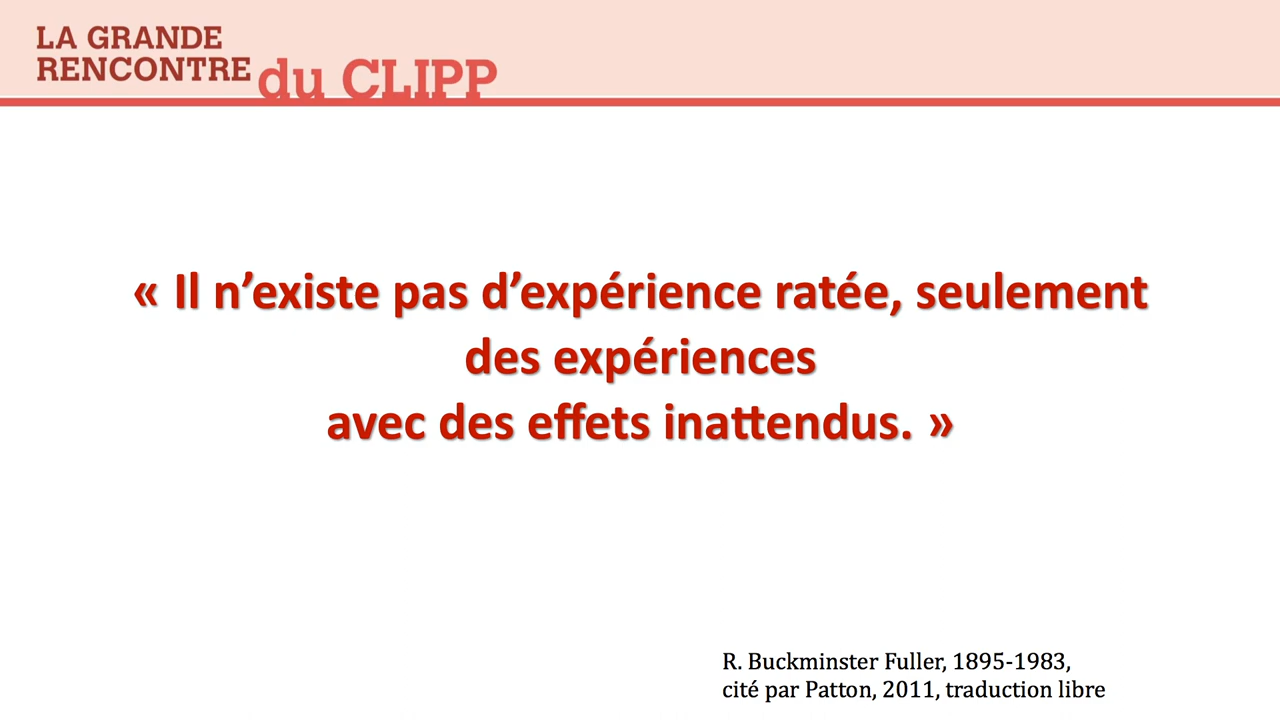 LA GRANDE
RENCONTRE du CLIPP
« Il n’existe pas d’expérience ratée, seulement
des expériences
avec des effets inattendus. »
R. Buckminster Fuller, 1895-1983,
cité par Patton, 2011, traduction libre